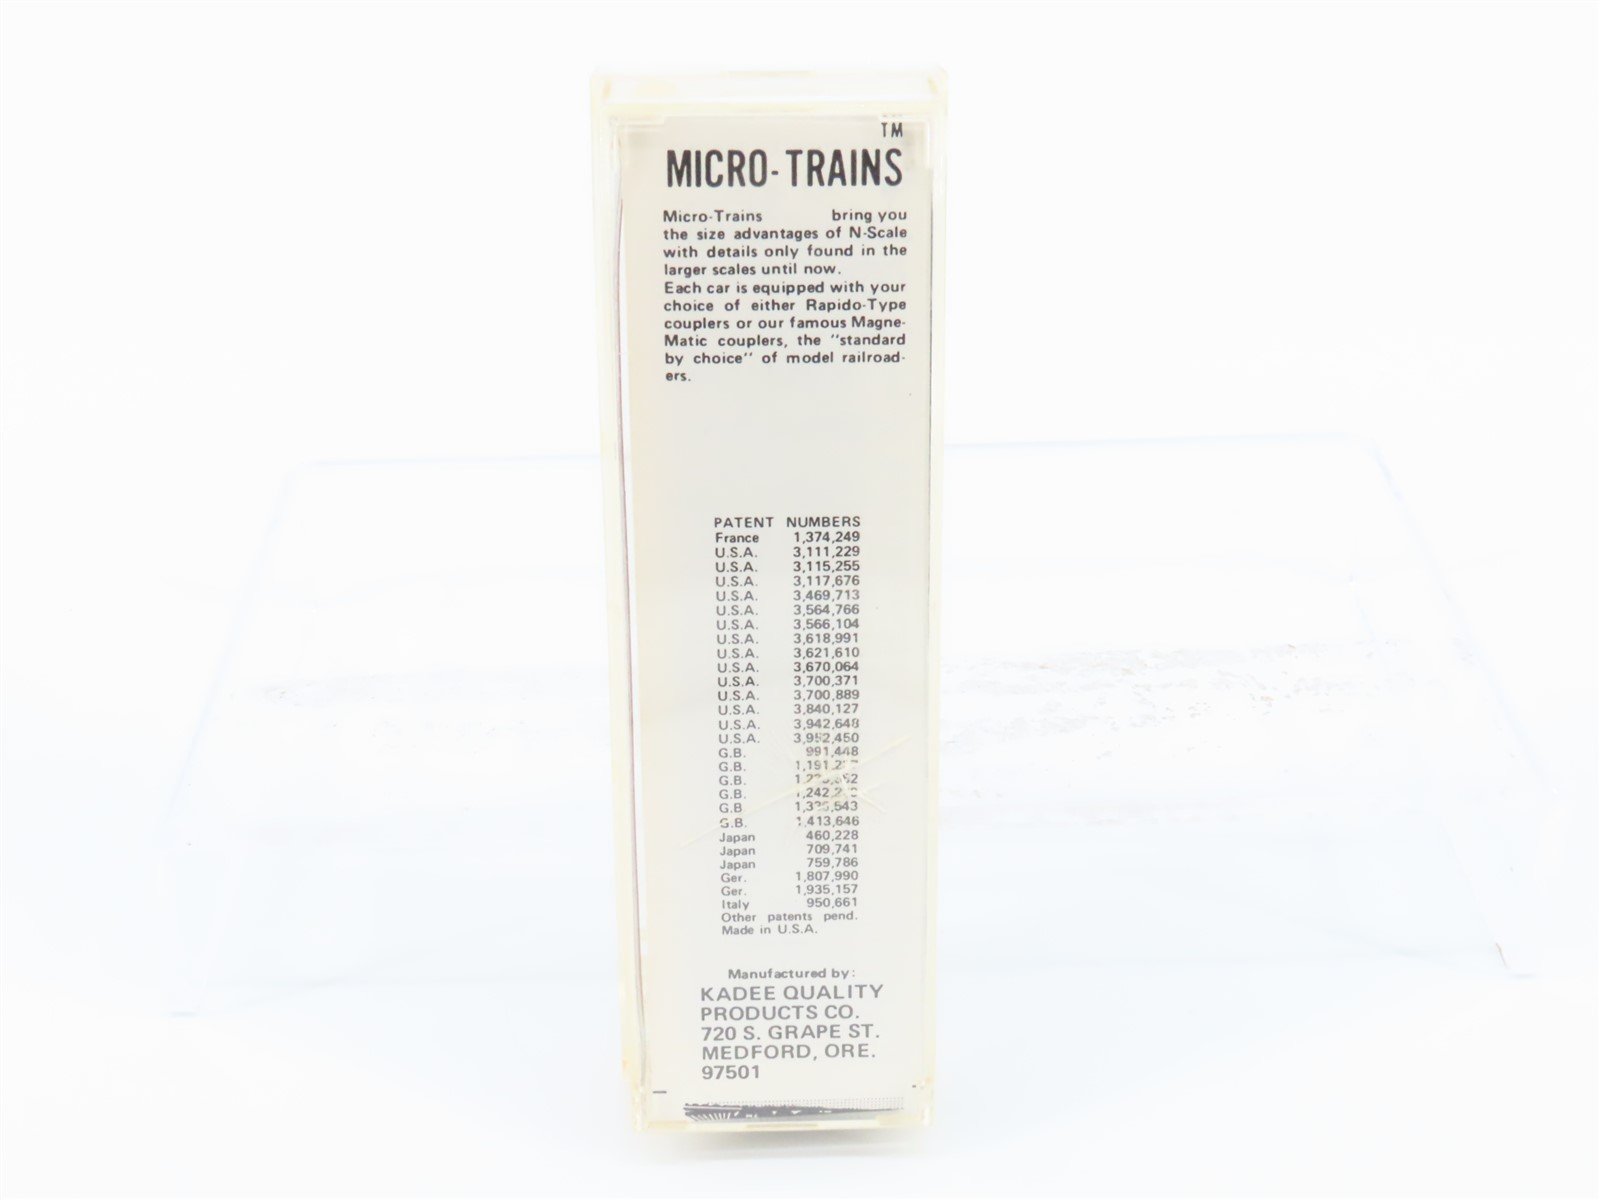 TM
MICRO-TRAINS
Micro-Trains bring you
the size advantages of N-Scale
with details only found in the
larger scales until now.
Each car is equipped with your
choice of either Rapido-Type
couplers or our famous Magne-
Matic couplers, the "standard
by choice" of model railroad-
ers.
PATENT NUMBERS
France 1,374,249
U.S.A. 3,111,229
U.S.A. 3,115,255
U.S.A. 3,117,676
U.S.A. 3,469,713
U.S.A. 3,564,766
U.S.A. 3,566,104
U.S.A. 3,618,991
U.S.A. 3,621,610
U.S.A. 3,670,064
U.S.A. 3,700,371
U.S.A. 3,700,889
U.S.A. 3,840,127
U.S.A. 3,942,648
U.S.A. 3,952,450
G.B. 991,448
G.B.
G.B.
G.B.
G.B
G.B. 1,413,646
Japan 460,228
Japan 709,741
Japan 759,786
Ger. 1,807,990
Ger. 1,935,157
Italy 950,661
Other patents pend.
Made in U.S.A.
Manufactured by:
KADEE QUALITY
PRODUCTS CO.
720 S. GRAPE ST.
MEDFORD, ORE.
97501